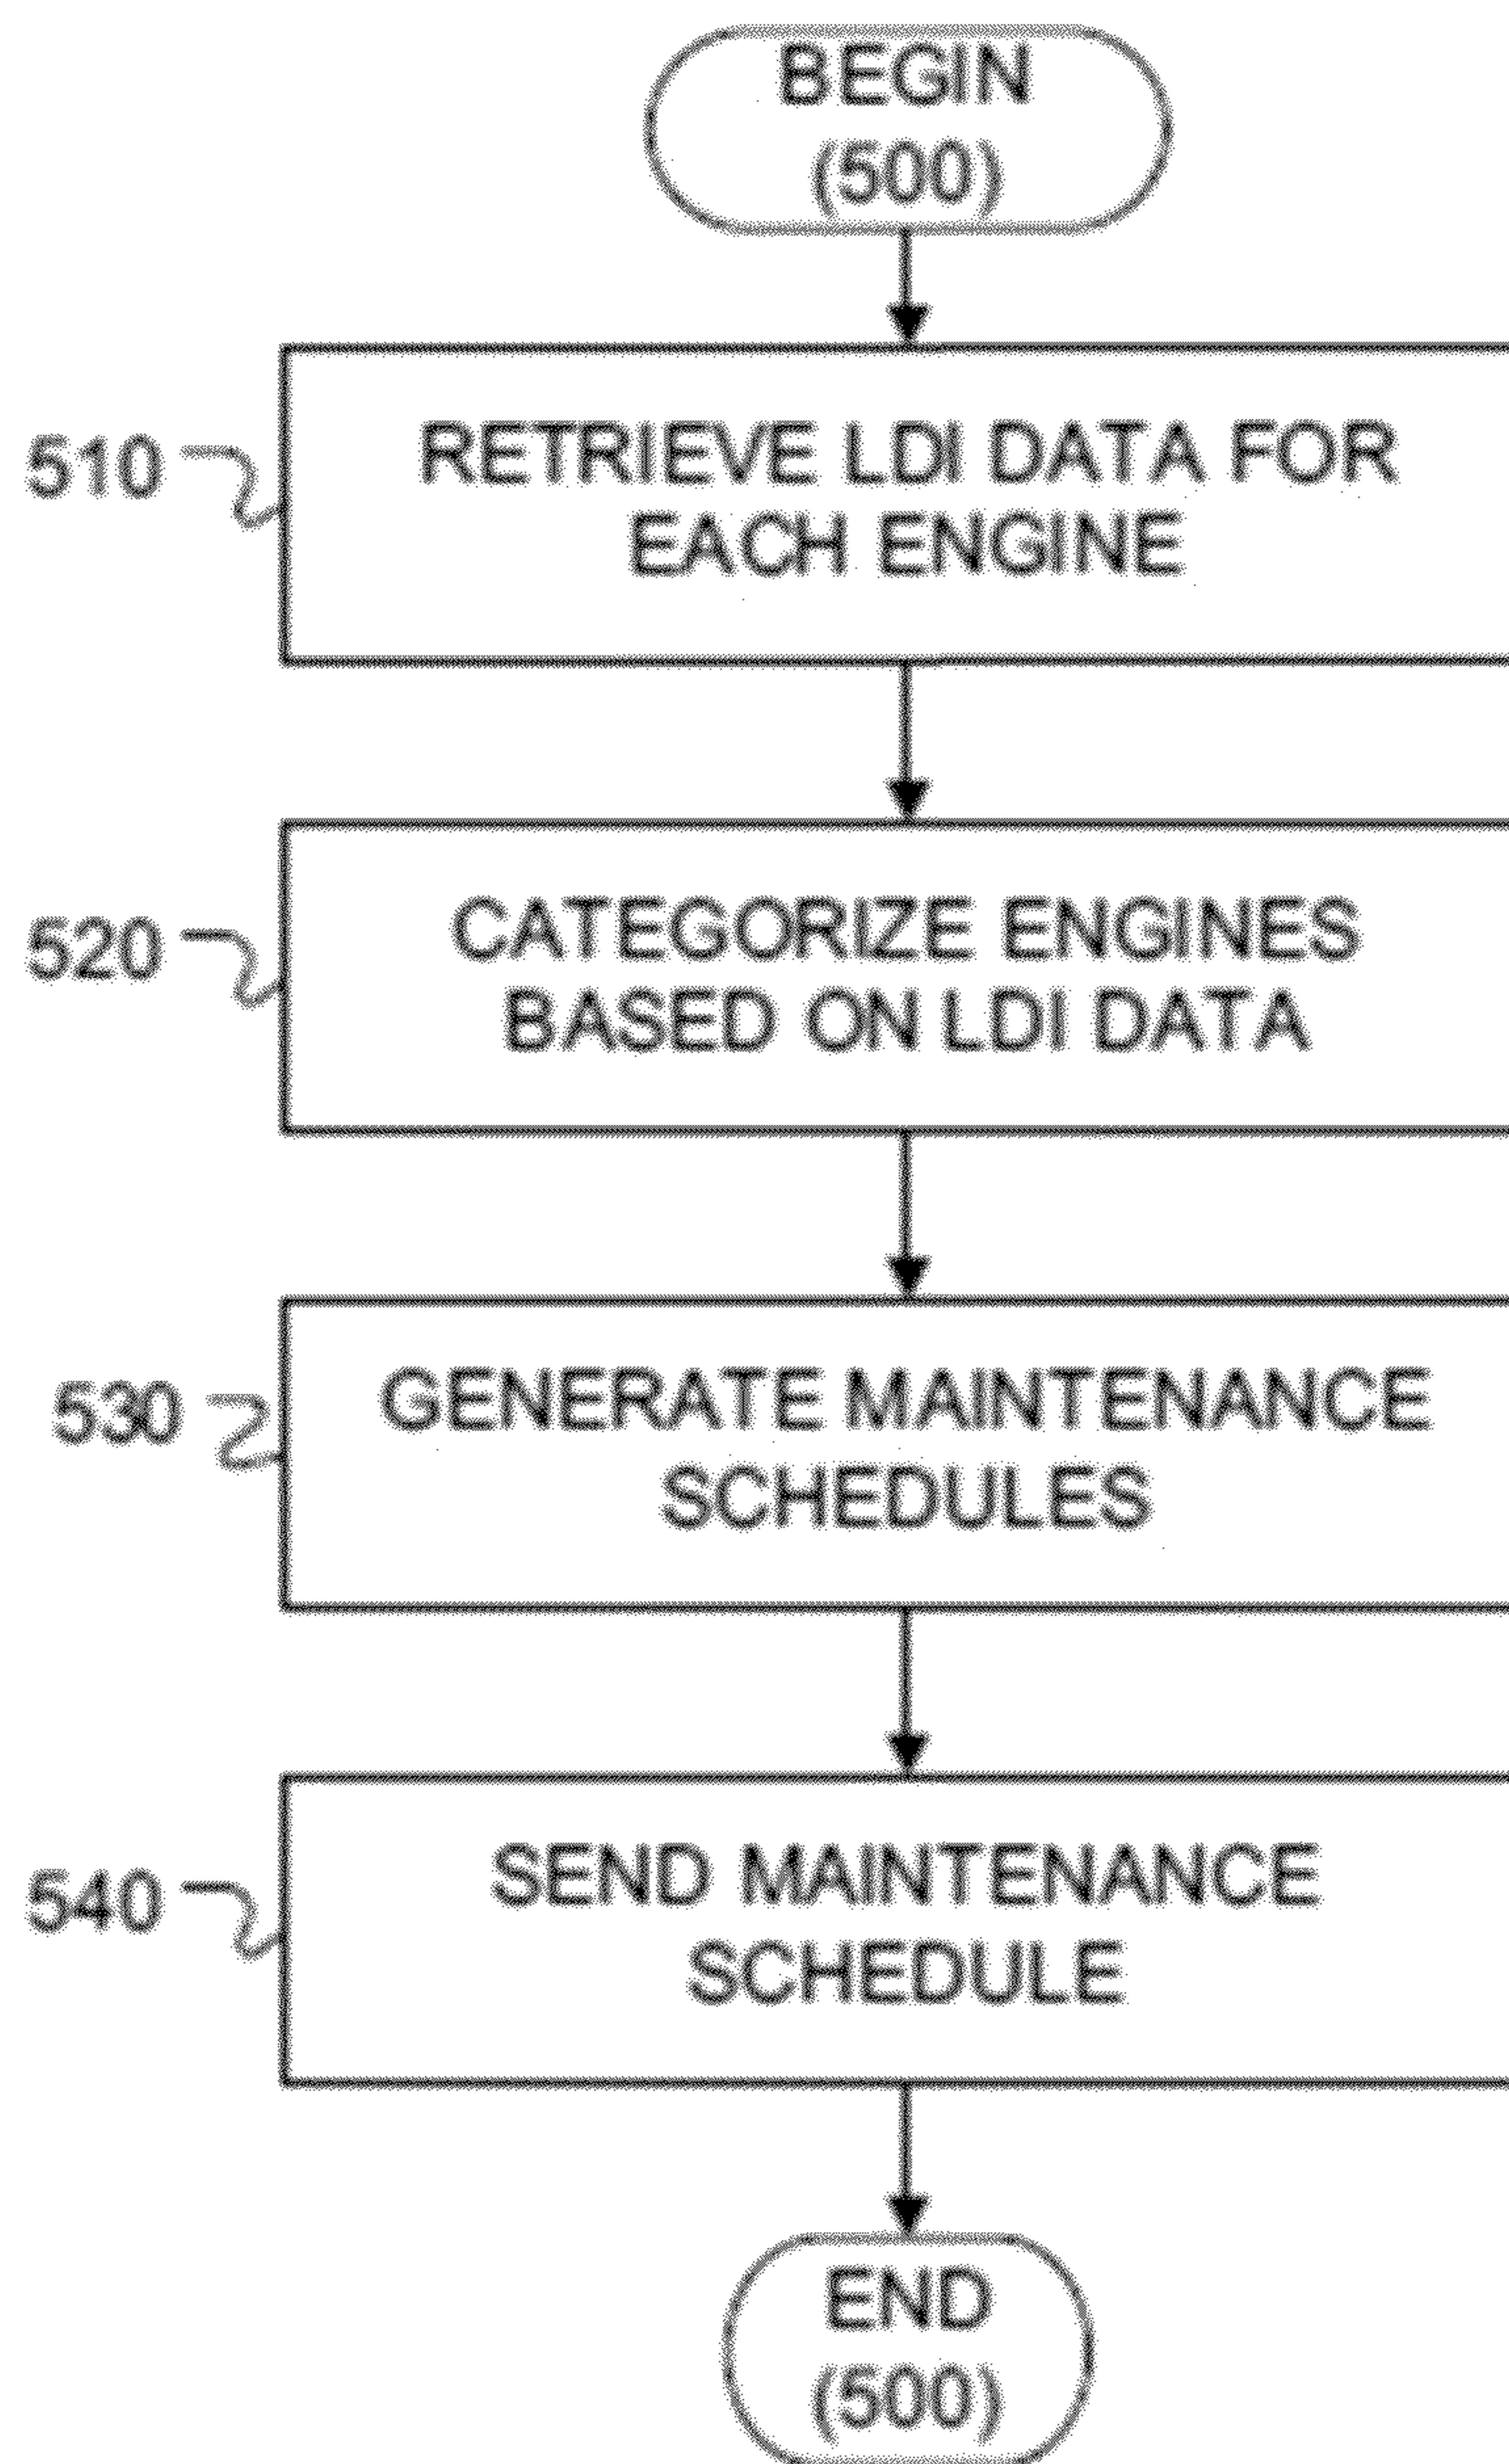 BEGIN
(500)
510
RETRIEVE LDI DATA FOR
EACH ENGINE
520
CATEGORIZE ENGINES
BASED ON LDI DATA
530
GENERATE MAINTENANCE
SCHEDULES
540
SEND MAINTENANCE
SCHEDULE
END
(500)